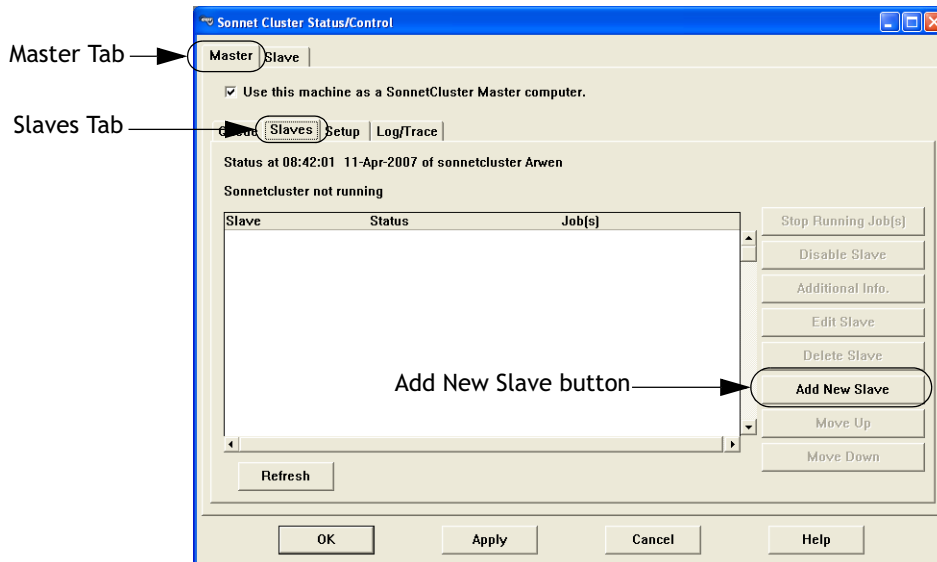 Sonnet Cluster Status/Control
Master Tab
Master Slave
Use this machine as a SonnetCluster Master computer.
Slaves Tab
Slaves Setup Log/Trace
Status at 08:42:01 11-Apr-2007 of sonnetcluster Arwen
Sonnetcluster not running
Slave Status Job(s)
Stop Running Job(s)
Disable Slave
Additional Info.
Edit Slave
Delete Slave
Add New Slave button
Add New Slave
Move Up
Move Down
Refresh
OK Apply Cancel Help